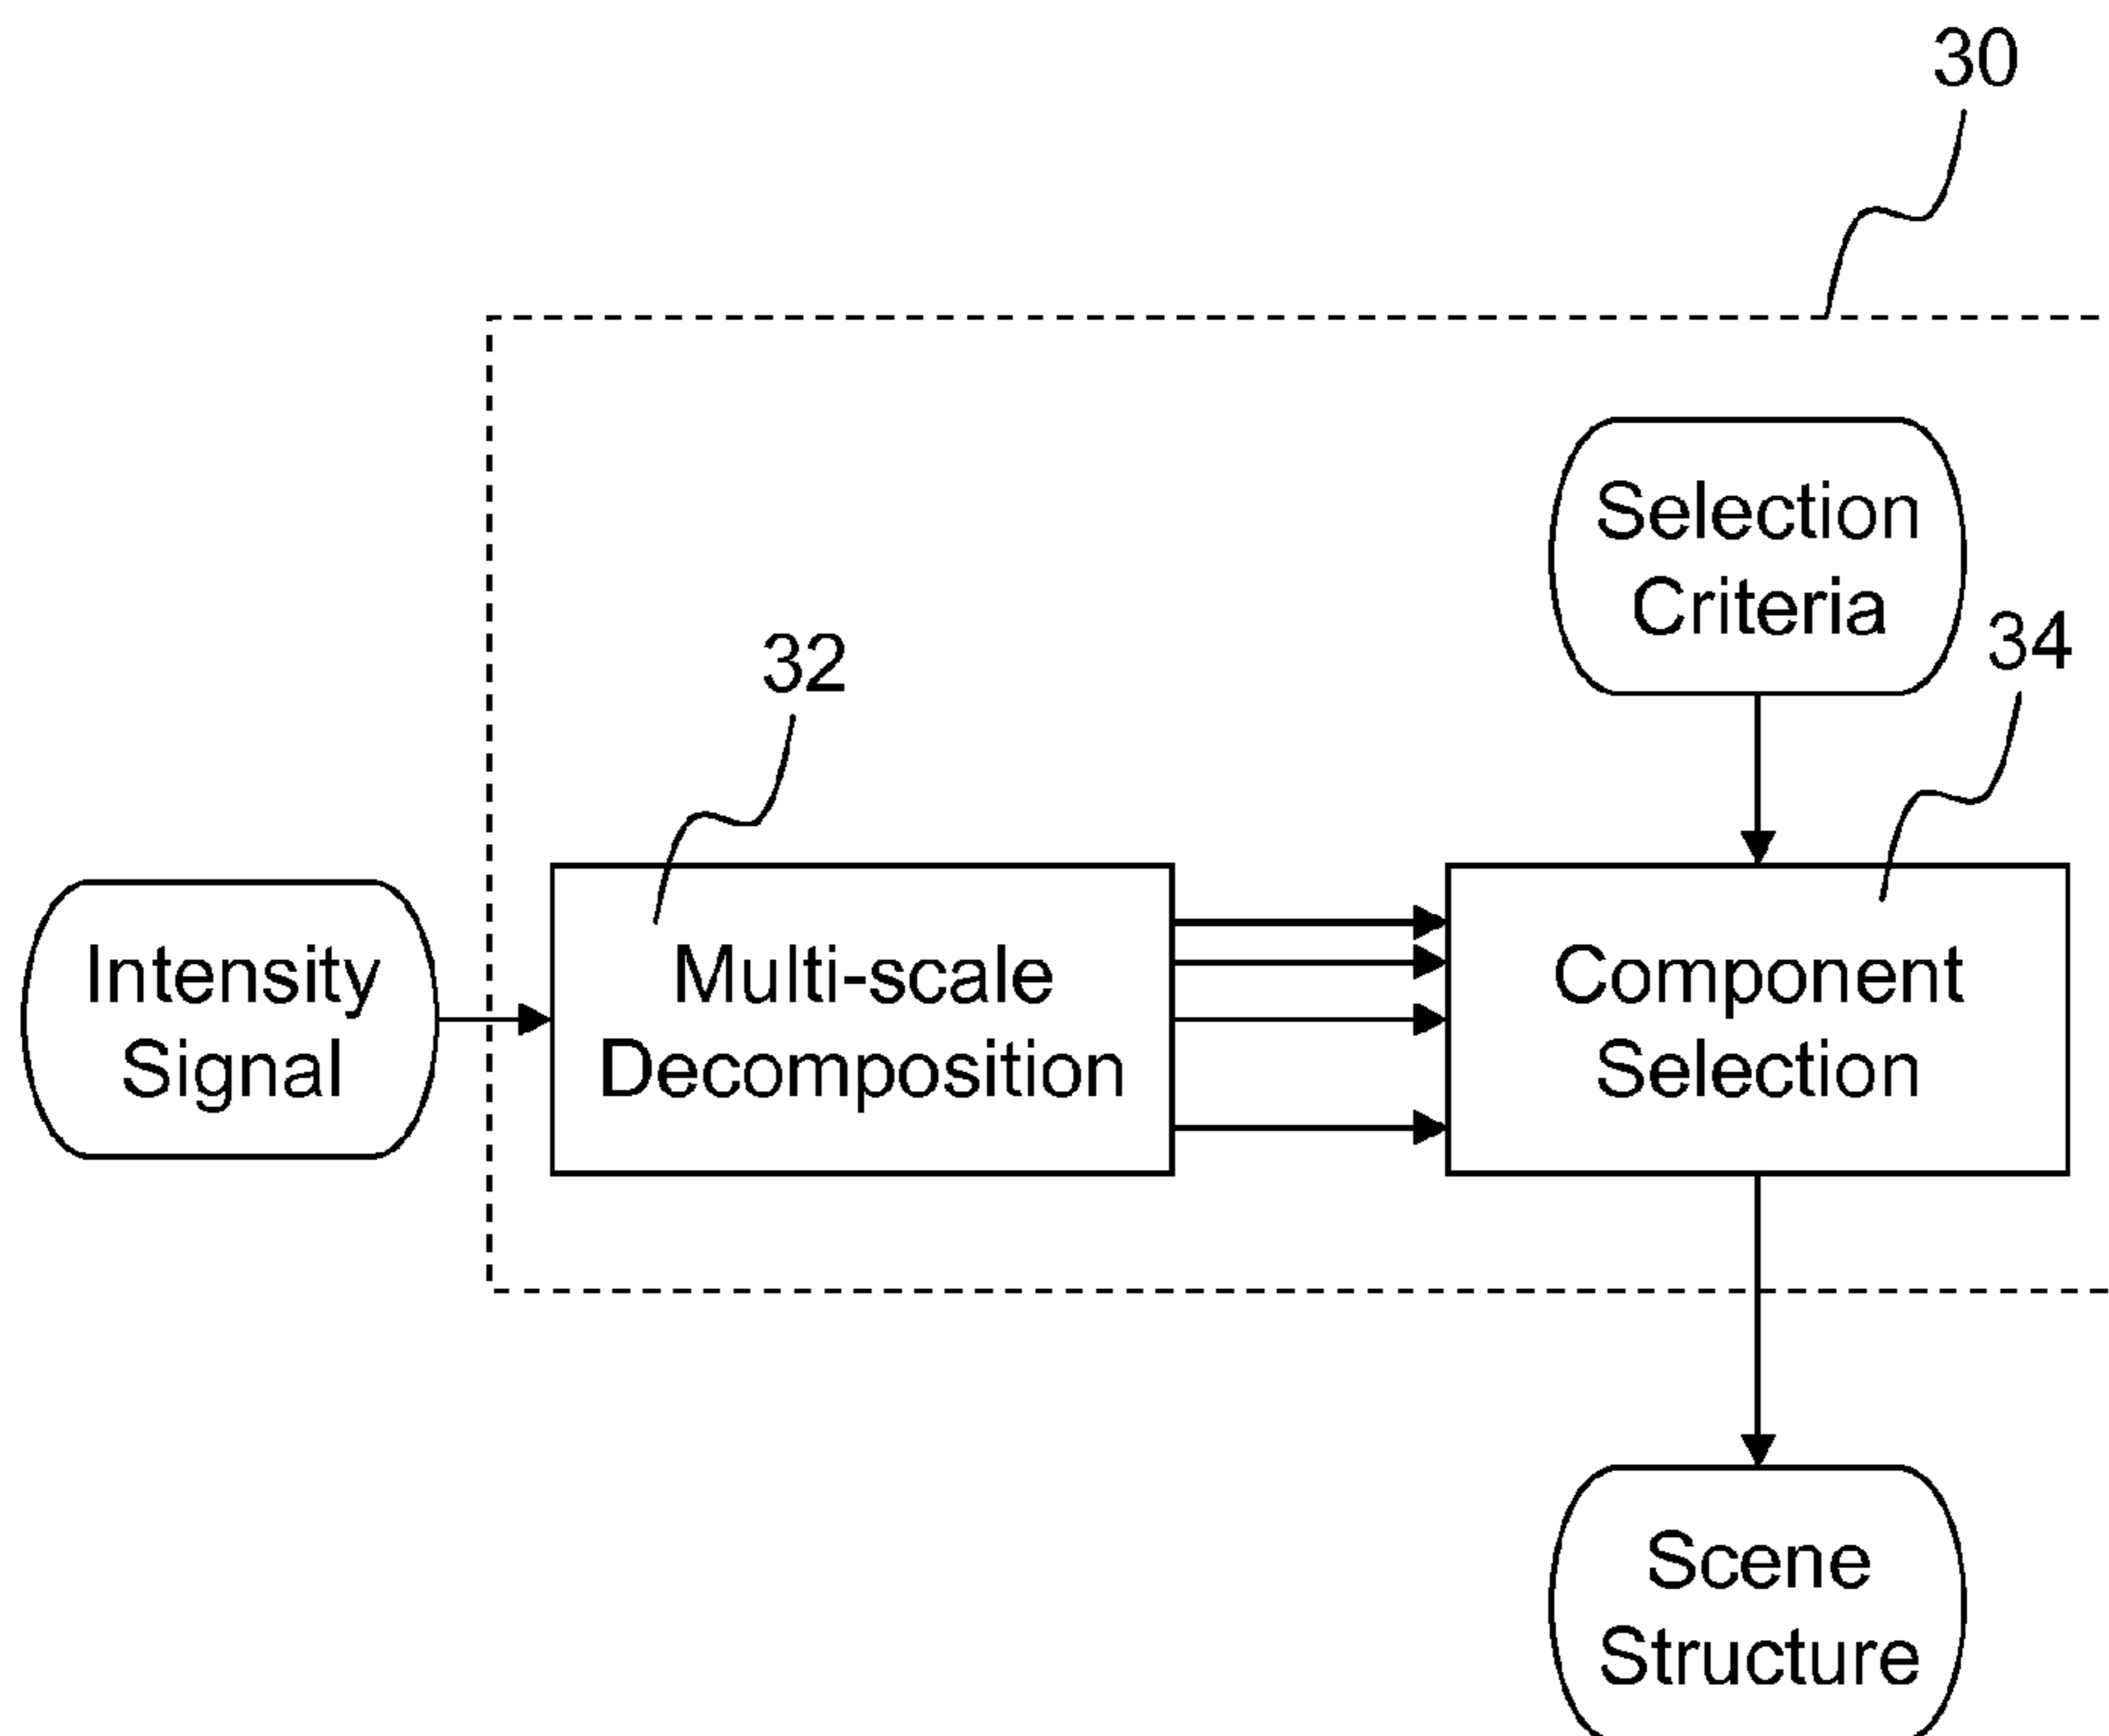 30
Selection
Criteria
34
32
Intensity
Signal
Multi-scale
Decomposition
Component
Selection
Scene
Structure